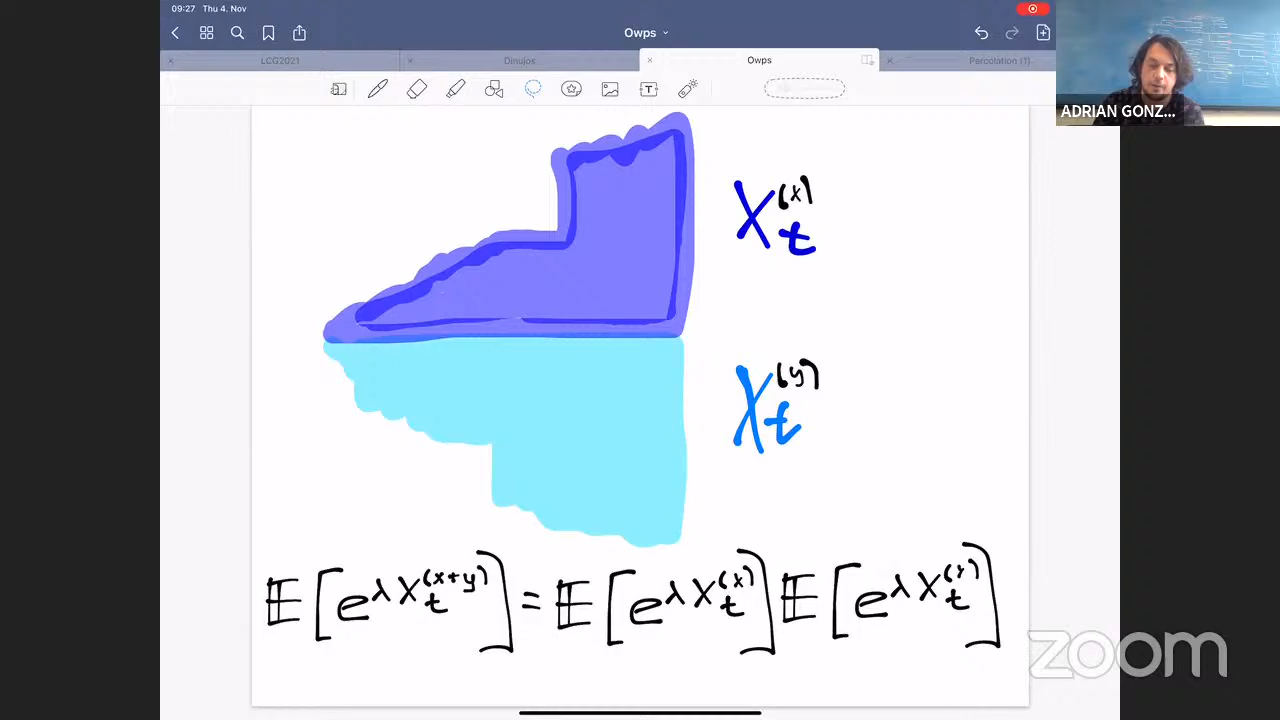 09:27 Thu 4. Nov
Owps
LCG2021
Dinujos
Owps
Percolation (1)
T
ADRIAN GONZ...
X_t^{(x)}
X_t^{(y)}
𝔼[e^{λX_t^{(x+y)}}] = 𝔼[e^{λX_t^{(x)}}] 𝔼[e^{λX_t^{(y)}}]
zoom